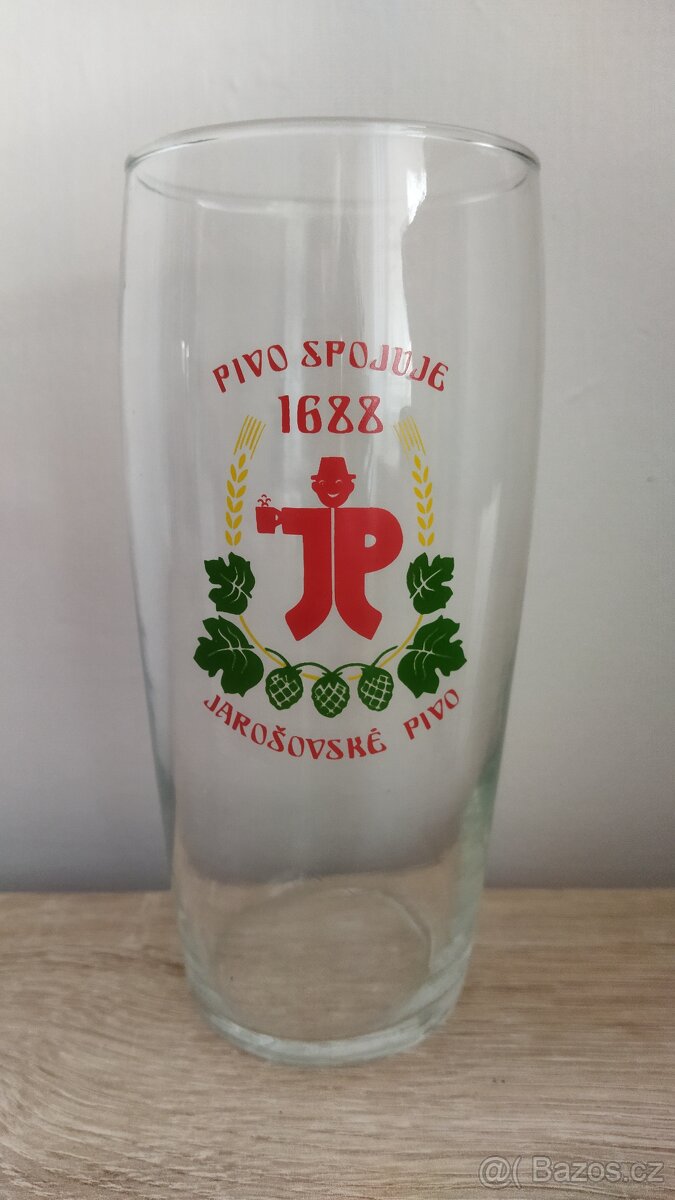 PIVO SPOJUJE
1688
JP
JAROŠOVSKÉ PIVO
@( Bazos.cz